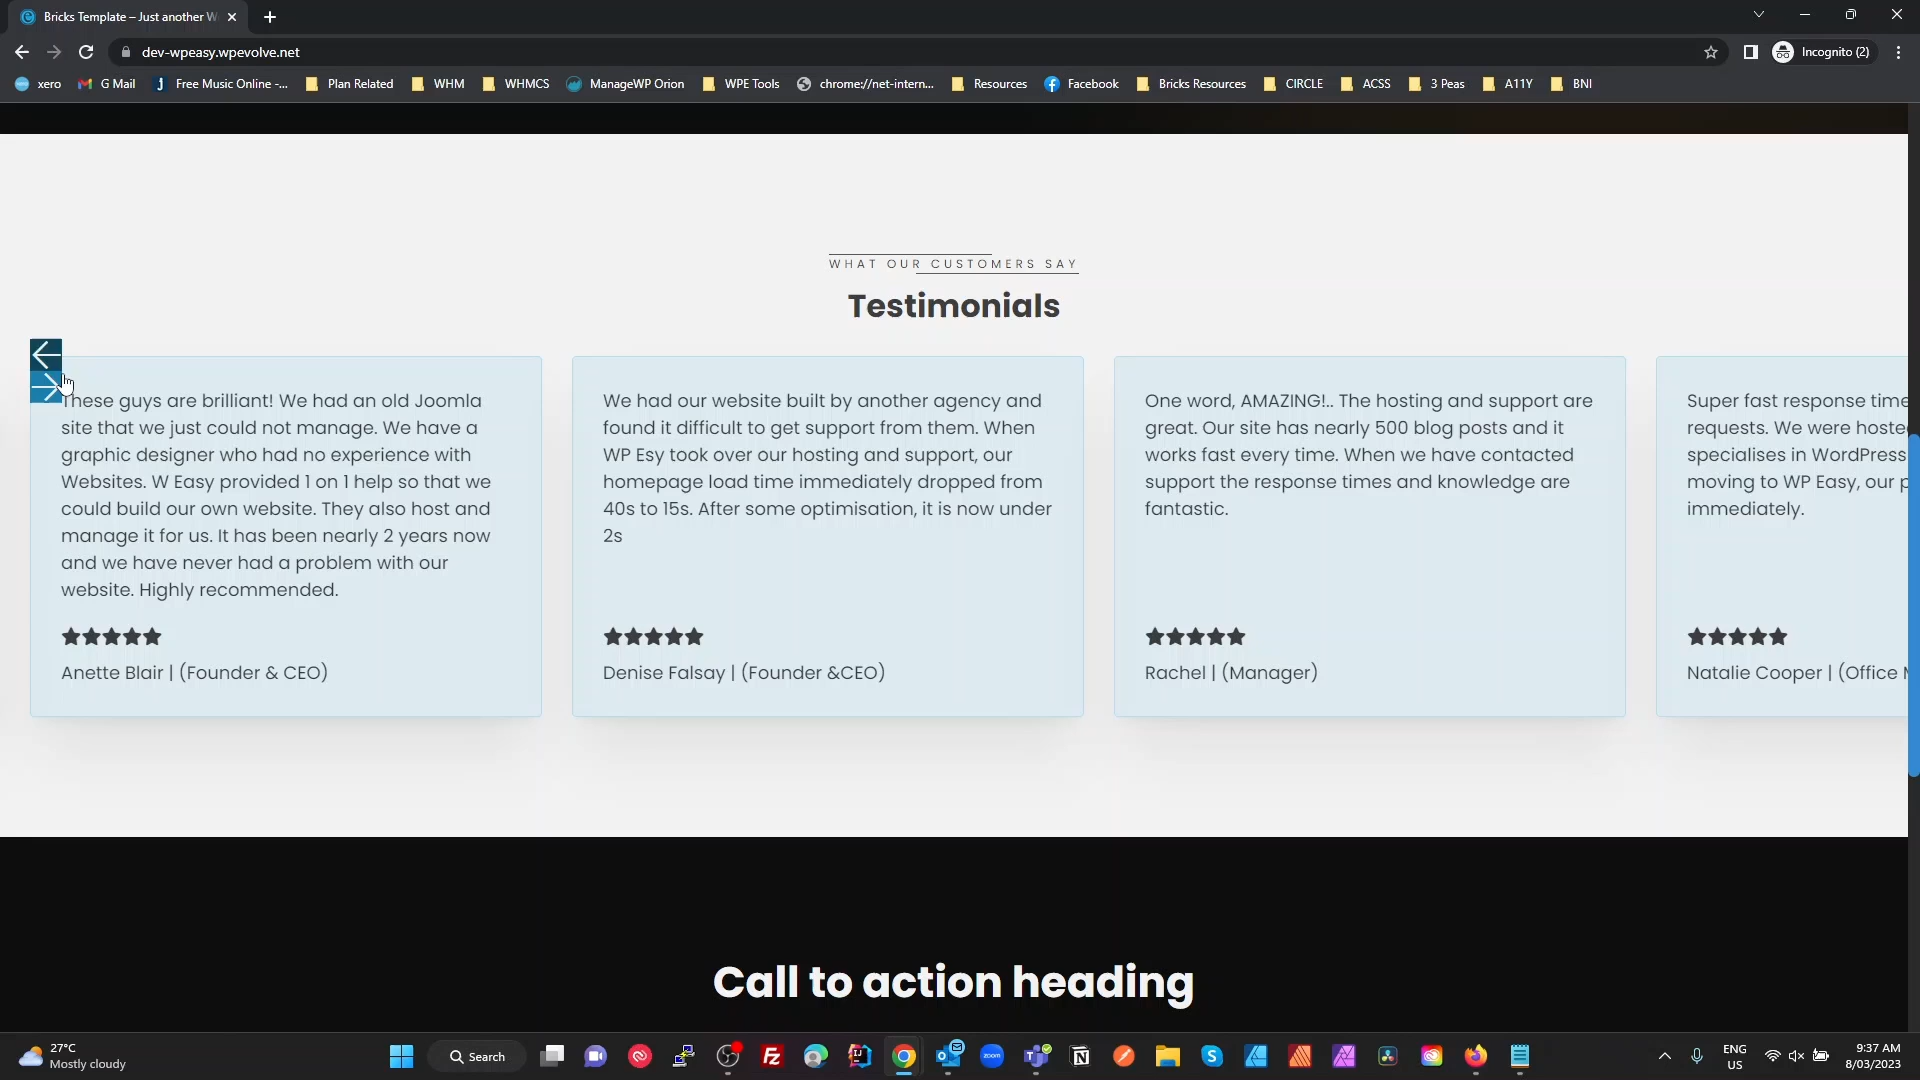 Bricks Template – Just another W
dev-wpeasy.wpevolve.net
Incognito (2)
xero
G Mail
Free Music Online -...
Plan Related
WHM
WHMCS
ManageWP Orion
WPE Tools
chrome://net-intern...
Resources
Facebook
Bricks Resources
CIRCLE
ACSS
3 Peas
A11Y
BNI
WHAT OUR CUSTOMERS SAY
Testimonials
These guys are brilliant! We had an old Joomla
site that we just could not manage. We have a
graphic designer who had no experience with
Websites. W Easy provided 1 on 1 help so that we
could build our own website. They also host and
manage it for us. It has been nearly 2 years now
and we have never had a problem with our
website. Highly recommended.
Anette Blair | (Founder & CEO)
We had our website built by another agency and
found it difficult to get support from them. When
WP Esy took over our hosting and support, our
homepage load time immediately dropped from
40s to 15s. After some optimisation, it is now under
2s
Denise Falsay | (Founder &CEO)
One word, AMAZING!.. The hosting and support are
great. Our site has nearly 500 blog posts and it
works fast every time. When we have contacted
support the response times and knowledge are
fantastic.
Rachel | (Manager)
Super fast response time
requests. We were hoste
specialises in WordPress
moving to WP Easy, our p
immediately.
Natalie Cooper | (Office M
Call to action heading
27°C
Mostly cloudy
Search
zoom
ENG
US
9:37 AM
8/03/2023